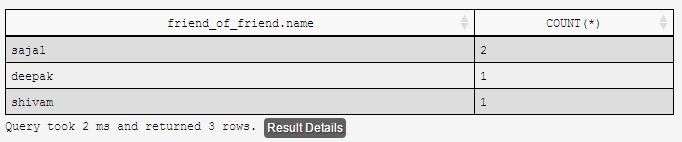 friend_of_friend.name COUNT(*)
sajal 2
deepak 1
shivam 1
Query took 2 ms and returned 3 rows. Result Details